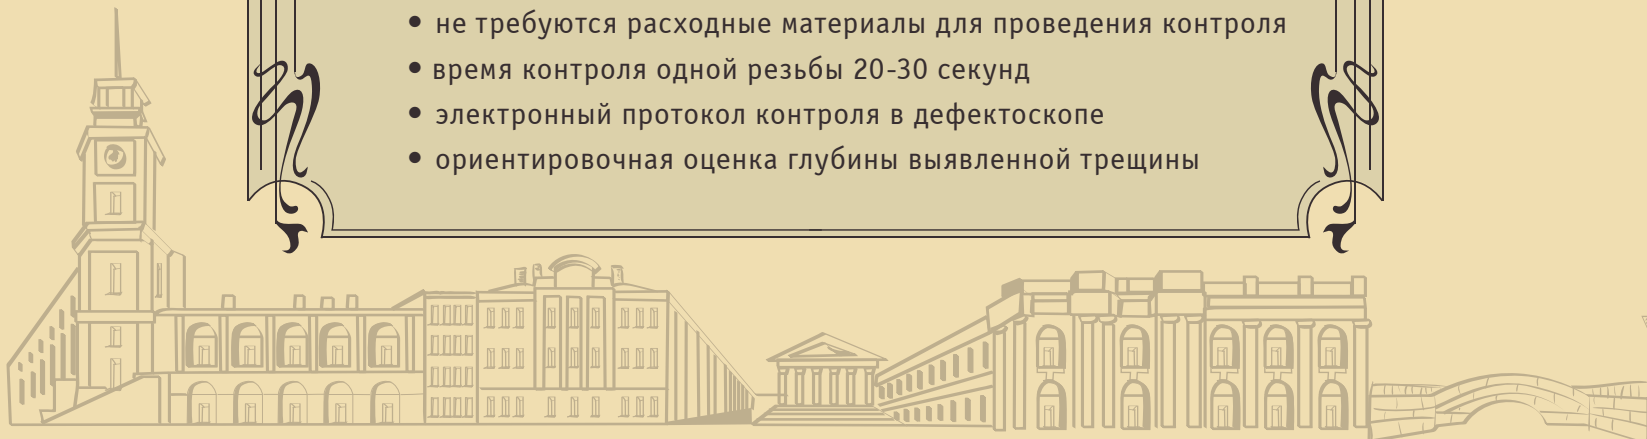 • не требуются расходные материалы для проведения контроля
• время контроля одной резьбы 20-30 секунд
• электронный протокол контроля в дефектоскопе
• ориентировочная оценка глубины выявленной трещины